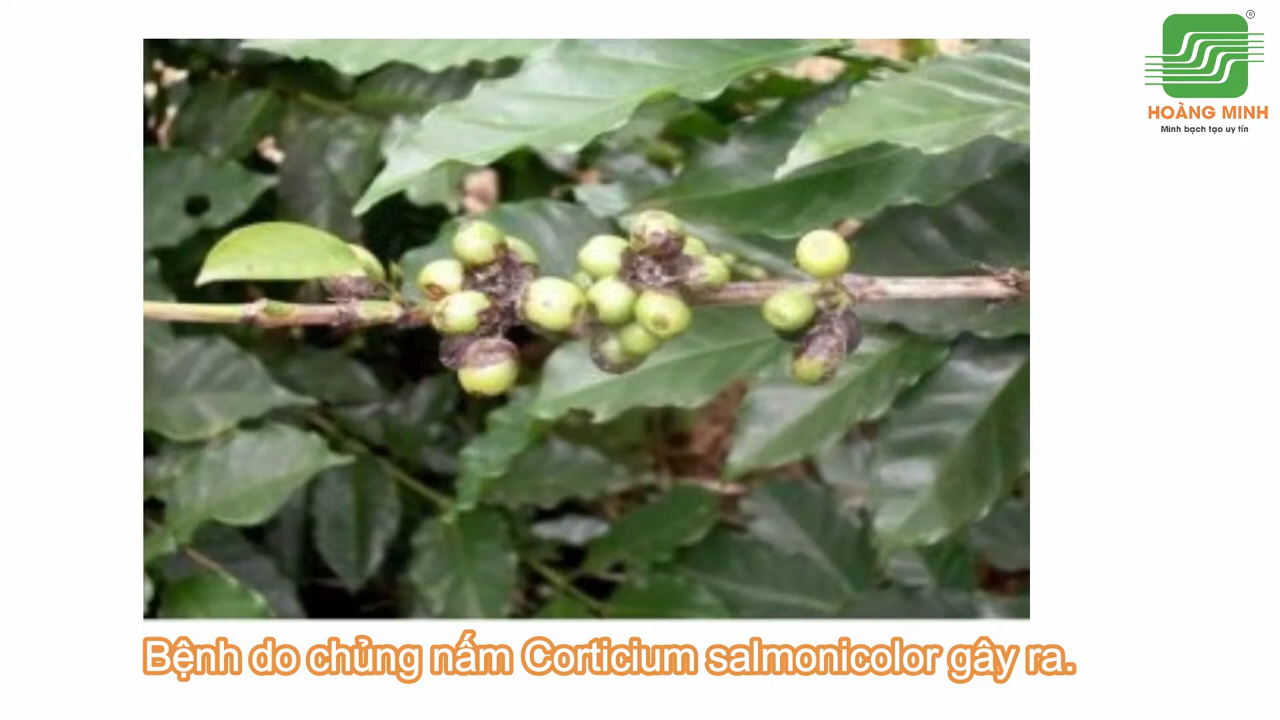 ®
HOÀNG MINH
Minh bạch tạo uy tín
Bệnh do chủng nấm Corticium salmonicolor gây ra.